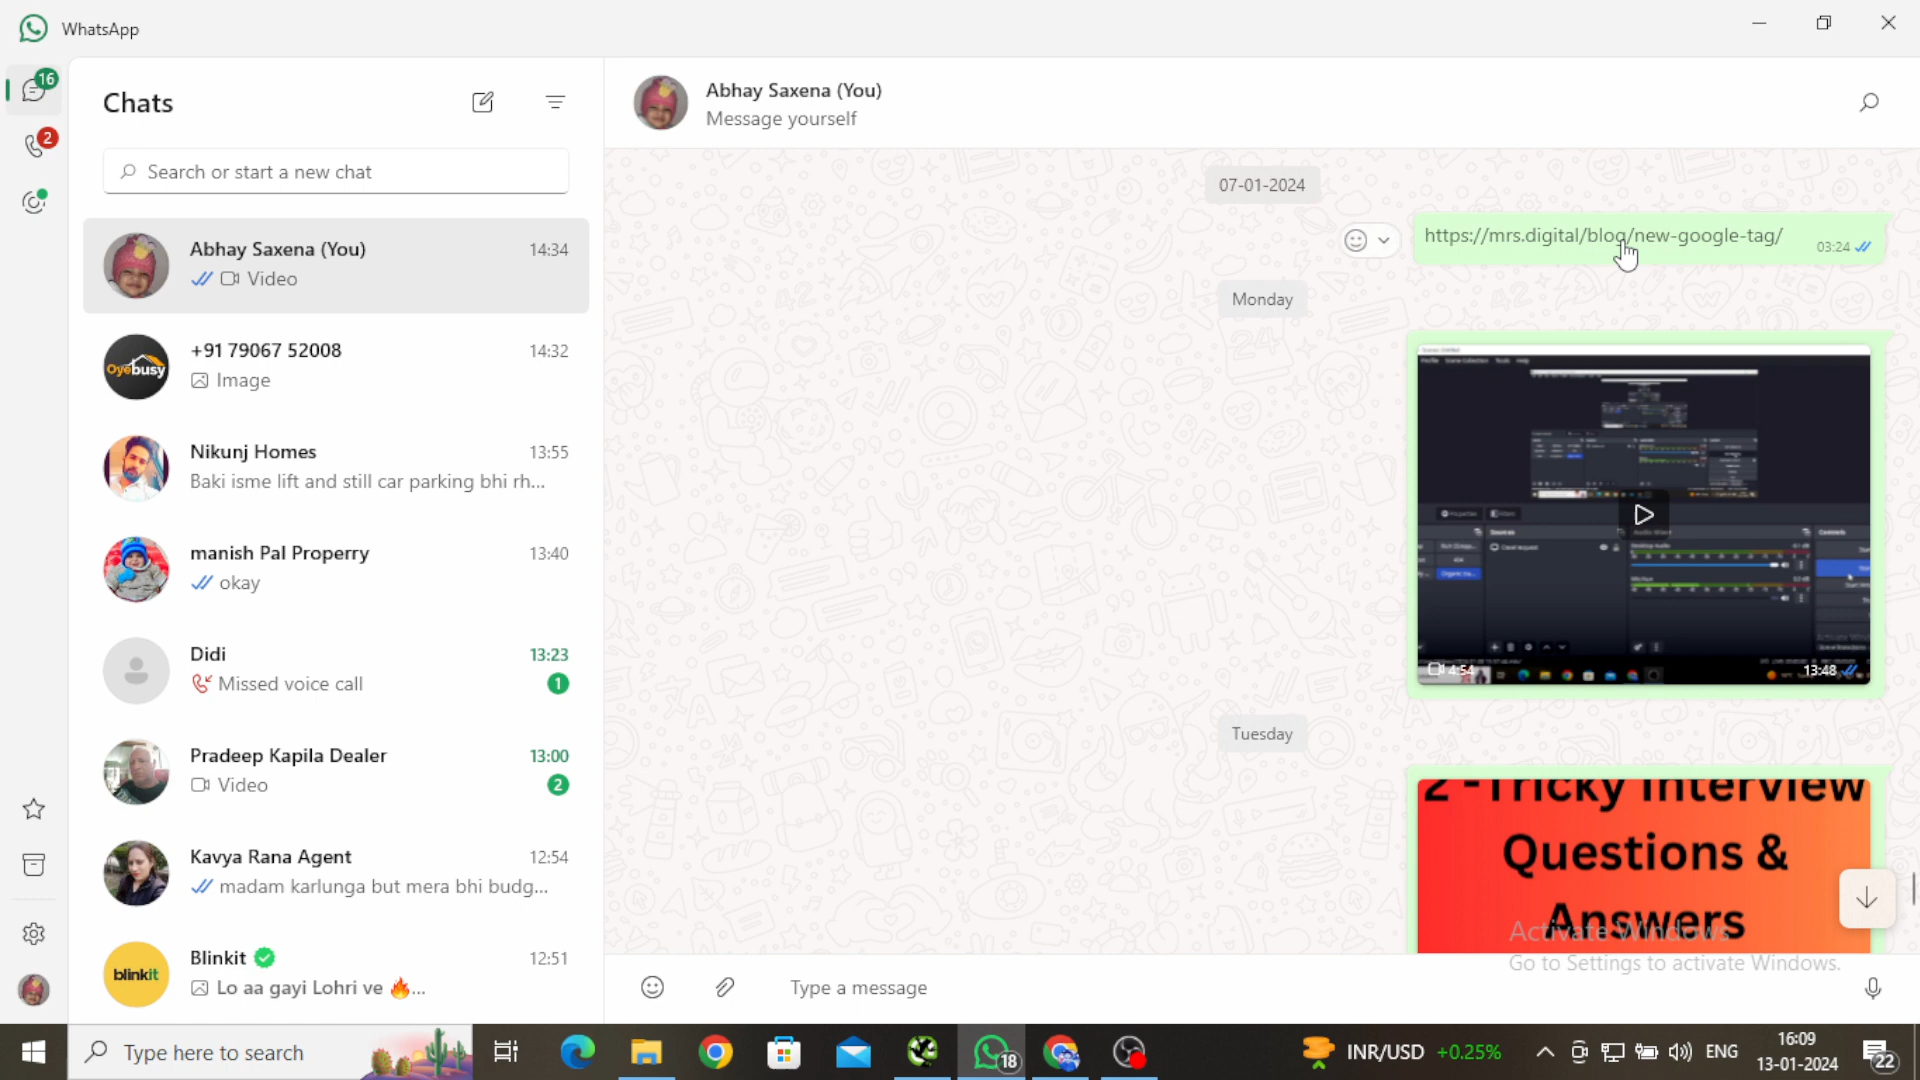 WhatsApp
16
2
Chats
Search or start a new chat
Abhay Saxena (You)
14:34
Video
Oyebusy
+91 79067 52008
14:32
Image
Nikunj Homes
13:55
Baki isme lift and still car parking bhi rh...
manish Pal Properry
13:40
okay
Didi
13:23
Missed voice call
1
Pradeep Kapila Dealer
13:00
Video
2
Kavya Rana Agent
12:54
madam karlunga but mera bhi budg...
blinkit
Blinkit
12:51
Lo aa gayi Lohri ve 🔥...
Abhay Saxena (You)
Message yourself
07-01-2024
https://mrs.digital/blog/new-google-tag/
03:24
Monday
4:54
13:48
Tuesday
2 -Tricky Interview
Questions &
Answers
Activate Windows
Go to Settings to activate Windows.
Type a message
Type here to search
18
INR/USD +0.25%
ENG
16:09
13-01-2024
22